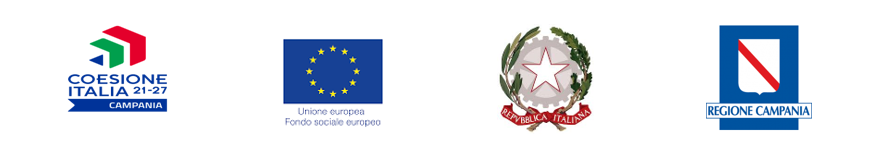 COESIONE
ITALIA 21-27
CAMPANIA
Unione europea
Fondo sociale europeo
REPVBBLICA ITALIANA
REGIONE CAMPANIA